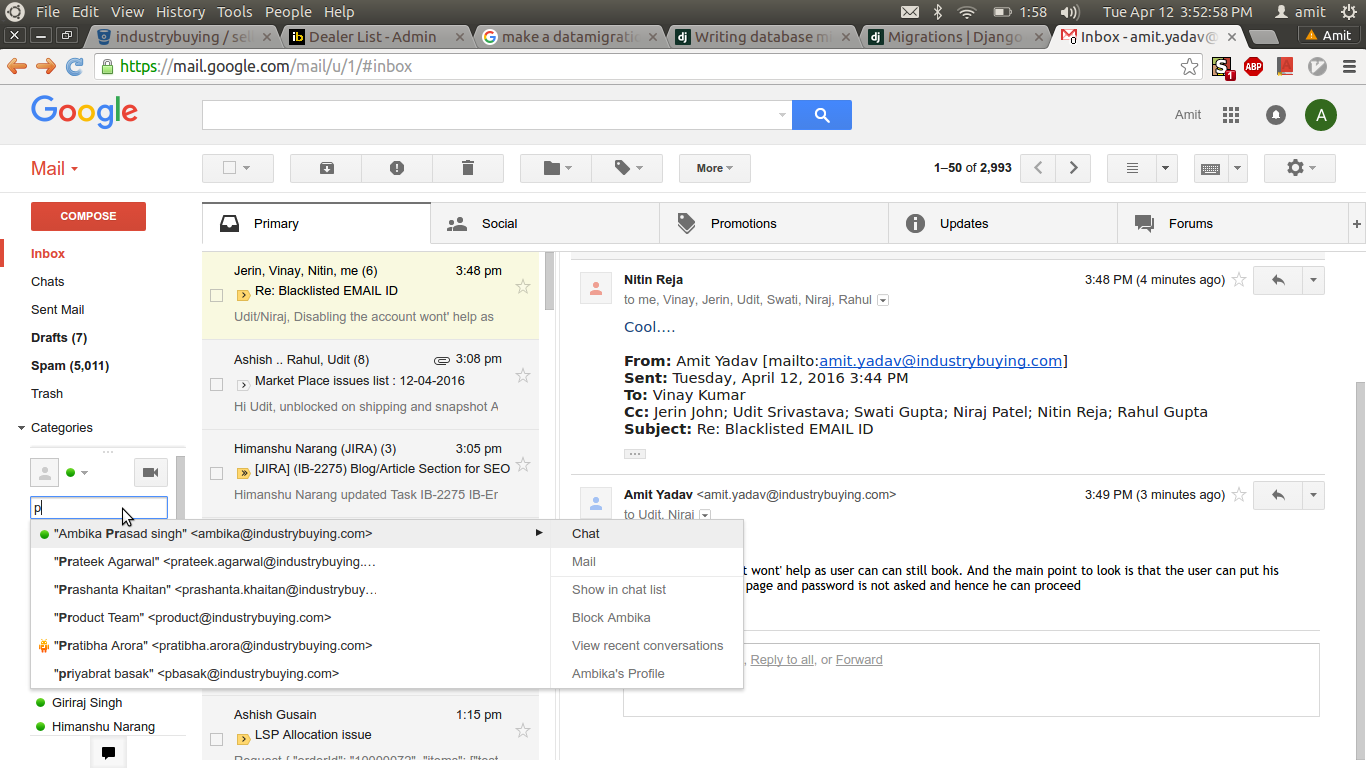 File Edit View History Tools People Help
1:58 Tue Apr 12 3:52:58 PM amit
industrybuying / sell
Dealer List - Admin
make a datamigratio
Writing database mi
Migrations | Django
Inbox - amit.yadav@
Amit
https://mail.google.com/mail/u/1/#inbox
1
ABP
Google
Amit
A
Mail
More
1–50 of 2,993
COMPOSE
Inbox
Chats
Sent Mail
Drafts (7)
Spam (5,011)
Trash
Categories
Primary
Social
Promotions
Updates
Forums
+
Jerin, Vinay, Nitin, me (6) 3:48 pm
Re: Blacklisted EMAIL ID
Udit/Niraj, Disabling the account wont' help as
Ashish .. Rahul, Udit (8) 3:08 pm
Market Place issues list : 12-04-2016
Hi Udit, unblocked on shipping and snapshot A
Himanshu Narang (JIRA) (3) 3:05 pm
[JIRA] (IB-2275) Blog/Article Section for SEO
Himanshu Narang updated Task IB-2275 IB-Er
Nitin Reja 3:48 PM (4 minutes ago)
to me, Vinay, Jerin, Udit, Swati, Niraj, Rahul
Cool....
From: Amit Yadav [mailto:amit.yadav@industrybuying.com]
Sent: Tuesday, April 12, 2016 3:44 PM
To: Vinay Kumar
Cc: Jerin John; Udit Srivastava; Swati Gupta; Niraj Patel; Nitin Reja; Rahul Gupta
Subject: Re: Blacklisted EMAIL ID
Amit Yadav <amit.yadav@industrybuying.com> 3:49 PM (3 minutes ago)
to Udit, Niraj
t wont' help as user can can still book. And the main point to look is that the user can put his
page and password is not asked and hence he can proceed
, Reply to all, or Forward
p
"Ambika Prasad singh" <ambika@industrybuying.com>
"Prateek Agarwal" <prateek.agarwal@industrybuying....
"Prashanta Khaitan" <prashanta.khaitan@industrybuy...
"Product Team" <product@industrybuying.com>
"Pratibha Arora" <pratibha.arora@industrybuying.com>
"priyabrat basak" <pbasak@industrybuying.com>
Chat
Mail
Show in chat list
Block Ambika
View recent conversations
Ambika's Profile
Giriraj Singh
Himanshu Narang
Ashish Gusain 1:15 pm
LSP Allocation issue